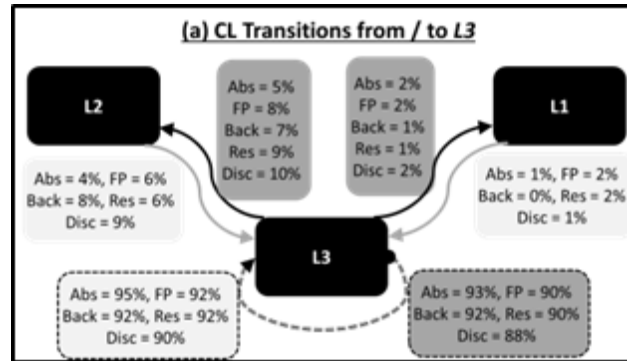 (a) CL Transitions from / to L3
L2
Abs = 5%
FP = 8%
Back = 7%
Res = 9%
Disc = 10%
Abs = 2%
FP = 2%
Back = 1%
Res = 1%
Disc = 2%
L1
Abs = 4%, FP = 6%
Back = 8%, Res = 6%
Disc = 9%
Abs = 1%, FP = 2%
Back = 0%, Res = 2%
Disc = 1%
L3
Abs = 95%, FP = 92%
Back = 92%, Res = 92%
Disc = 90%
Abs = 93%, FP = 90%
Back = 92%, Res = 90%
Disc = 88%